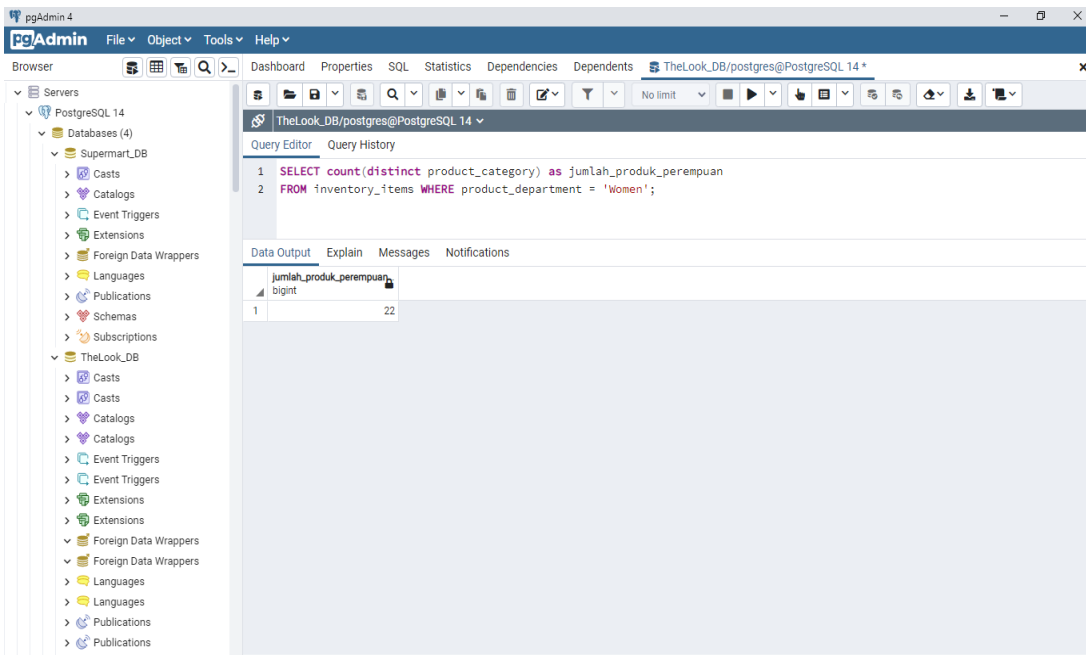 pgAdmin 4
pgAdmin File Object Tools Help
Browser
Dashboard Properties SQL Statistics Dependencies Dependents TheLook_DB/postgres@PostgreSQL 14 *
No limit
TheLook_DB/postgres@PostgreSQL 14
Query Editor Query History
1 SELECT count(distinct product_category) as jumlah_produk_perempuan
2 FROM inventory_items WHERE product_department = 'Women';
Data Output Explain Messages Notifications
jumlah_produk_perempuan
bigint
1 22
Servers
PostgreSQL 14
Databases (4)
Supermart_DB
Casts
Catalogs
Event Triggers
Extensions
Foreign Data Wrappers
Languages
Publications
Schemas
Subscriptions
TheLook_DB
Casts
Casts
Catalogs
Catalogs
Event Triggers
Event Triggers
Extensions
Extensions
Foreign Data Wrappers
Foreign Data Wrappers
Languages
Languages
Publications
Publications